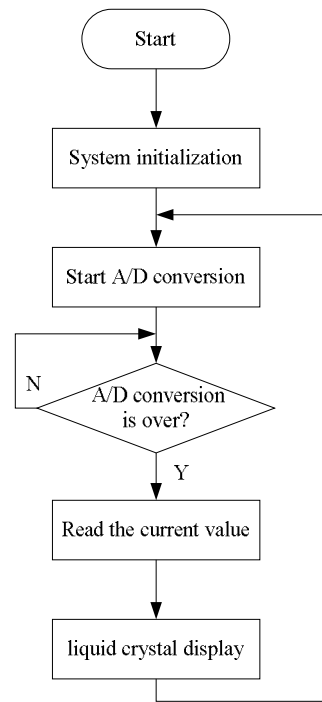 Start
System initialization
Start A/D conversion
N
A/D conversion
is over?
Y
Read the current value
liquid crystal display